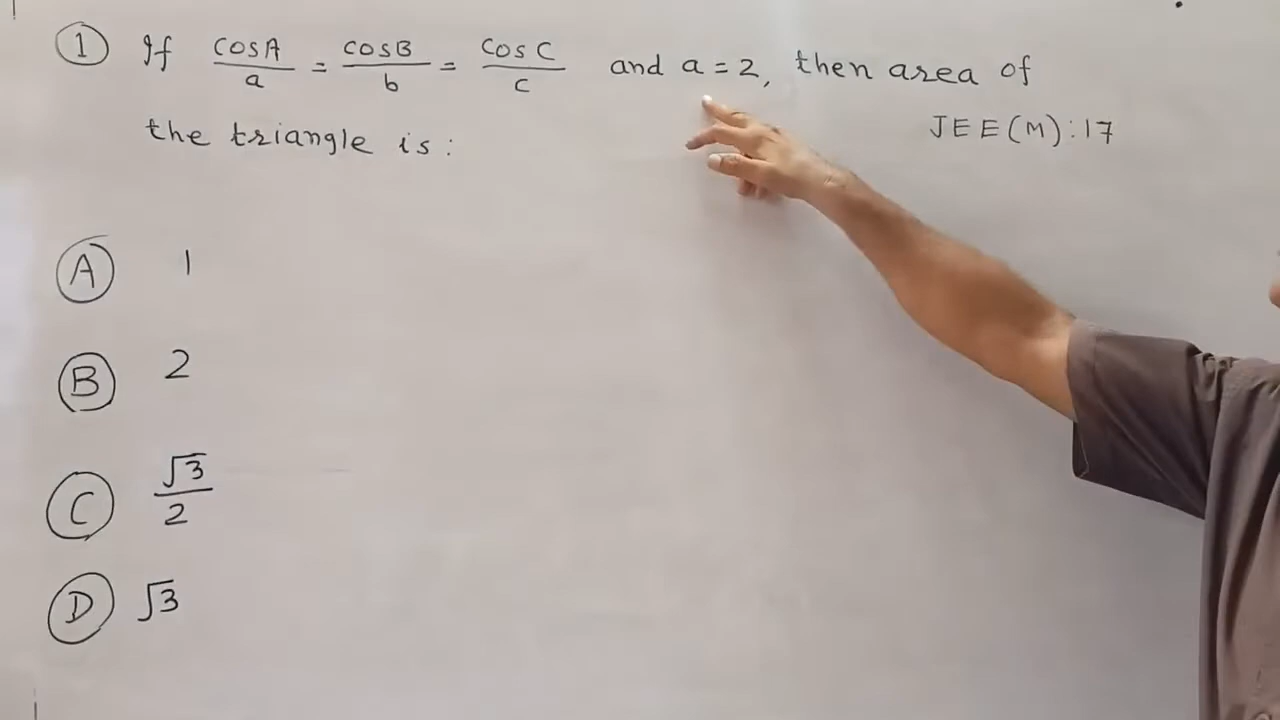 ① If cosA/a = cosB/b = cosC/c and a = 2, then area of
the triangle is:
JEE(M):17
Ⓐ 1
Ⓑ 2
Ⓒ √3/2
Ⓓ √3